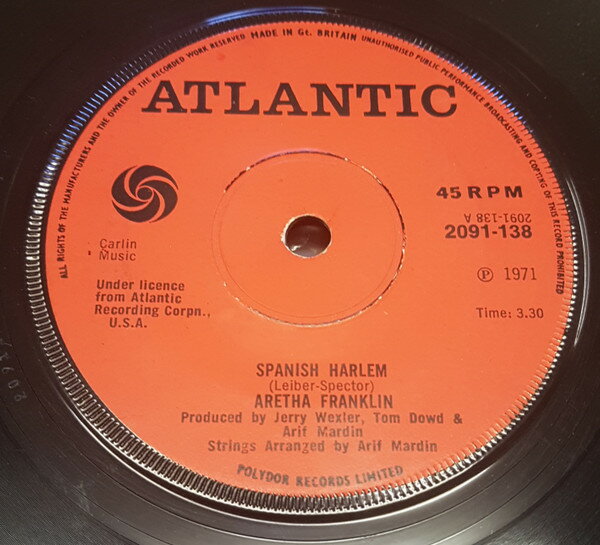 ALL RIGHTS OF THE MANUFACTURERS AND THE OWNER OF THE RECORDED WORK RESERVED MADE IN Gt. BRITAIN UNAUTHORISED PUBLIC PERFORMANCE BROADCASTING AND COPYING OF THIS RECORD PROHIBITED
ATLANTIC
45 RPM
2091-138 A
2091-138
Carlin
Music
℗ 1971
Under licence
from Atlantic
Recording Corpn.,
U.S.A.
Time: 3.30
SPANISH HARLEM
(Leiber-Spector)
ARETHA FRANKLIN
Produced by Jerry Wexler, Tom Dowd &
Arif Mardin
Strings Arranged by Arif Mardin
POLYDOR RECORDS LIMITED